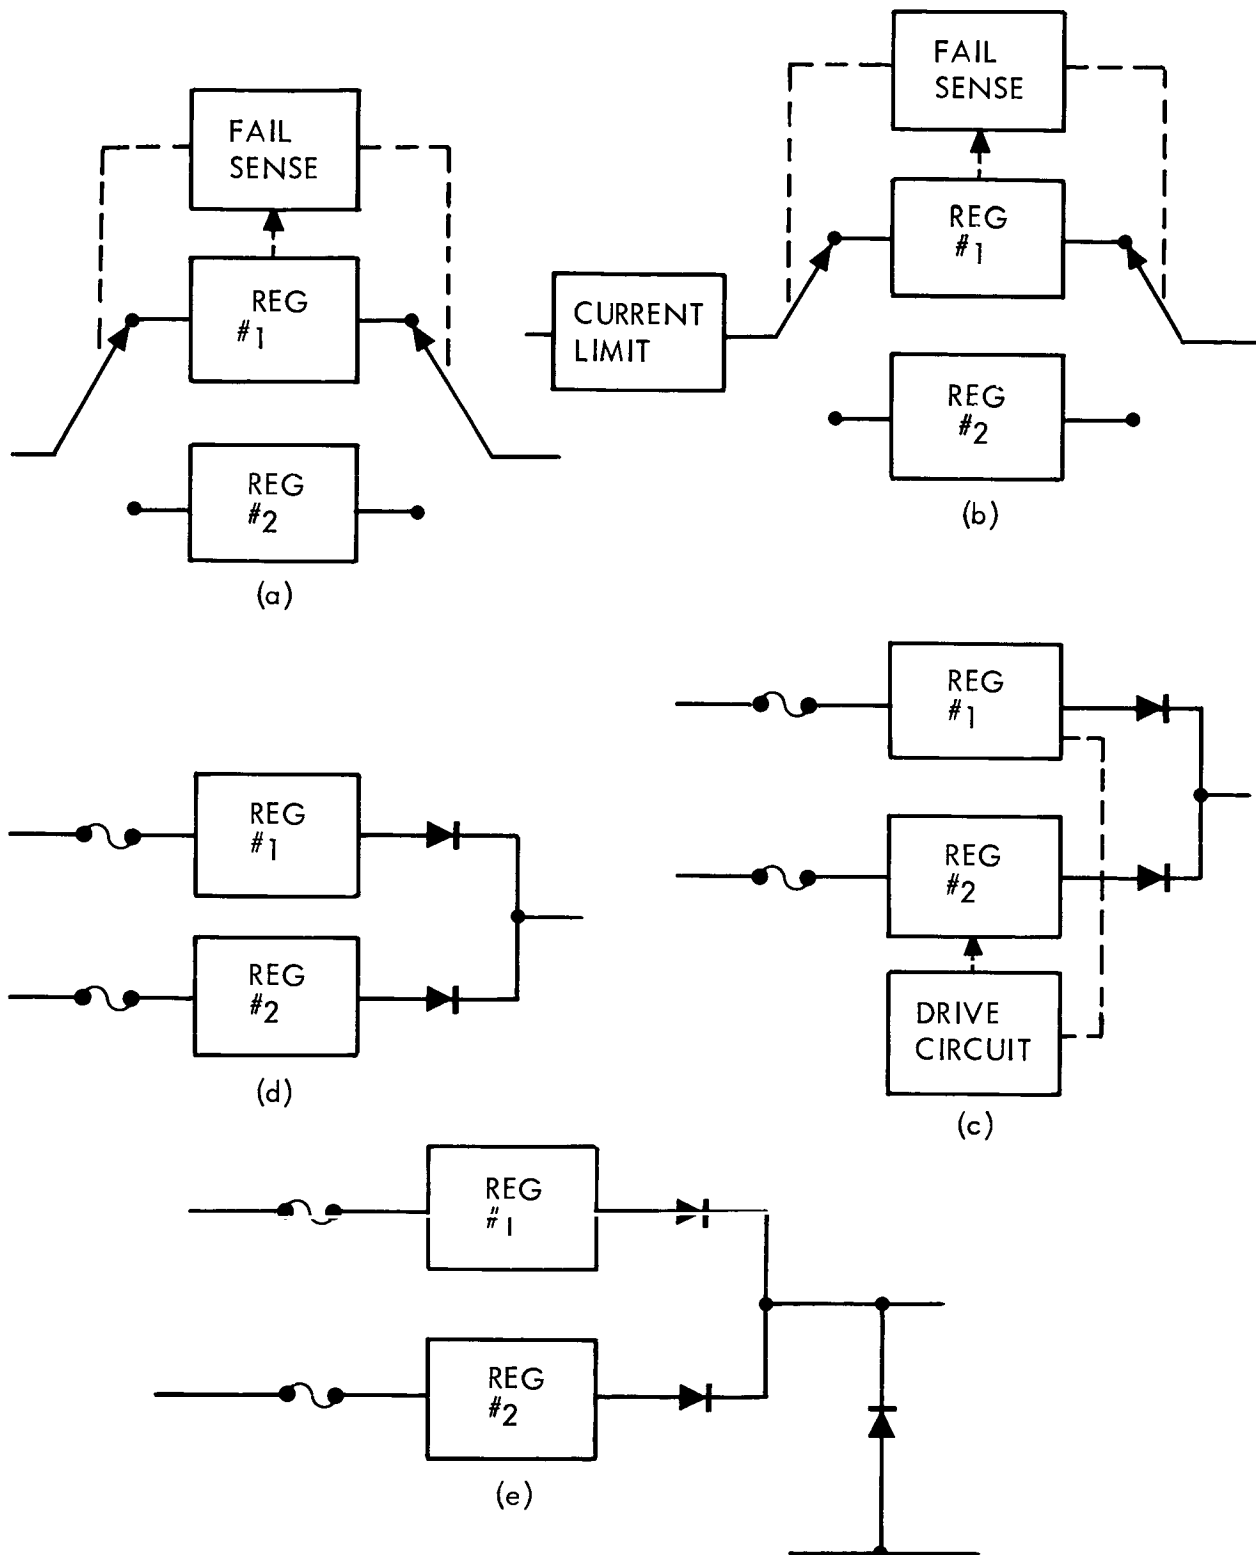 FAIL
SENSE
REG
#1
REG
#2
(a)
FAIL
SENSE
REG
#1
CURRENT
LIMIT
REG
#2
(b)
REG
#1
REG
#2
(d)
REG
#1
REG
#2
DRIVE
CIRCUIT
(c)
REG
#1
REG
#2
(e)